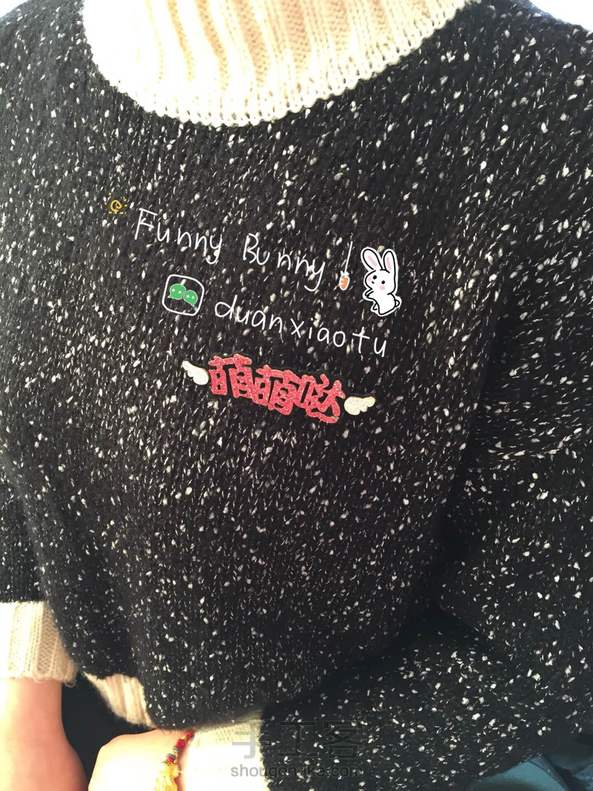 Funny Bunny
duanxiaotu
萌萌哒
手工客
shougongke.com